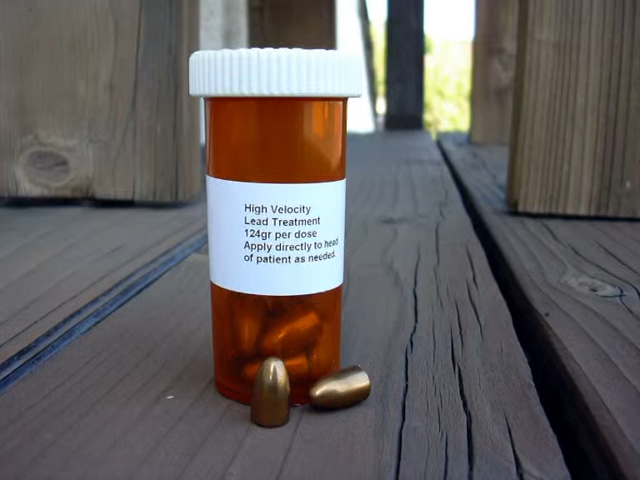 High Velocity
Lead Treatment
124gr per dose
Apply directly to head
of patient as needed.